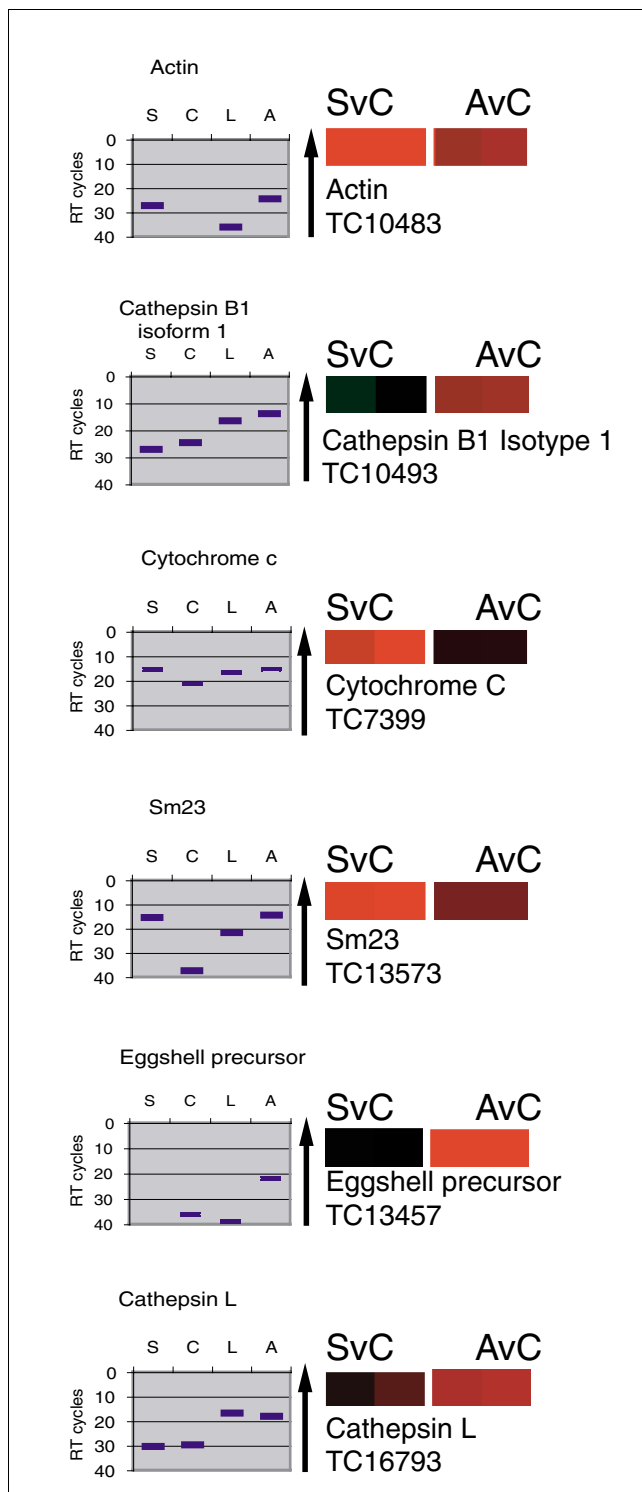 Actin
S C L A
RT cycles
0
10
20
30
40
SvC AvC
Actin
TC10483
Cathepsin B1
isoform 1
S C L A
RT cycles
0
10
20
30
40
SvC AvC
Cathepsin B1 Isotype 1
TC10493
Cytochrome c
S C L A
RT cycles
0
10
20
30
40
SvC AvC
Cytochrome C
TC7399
Sm23
S C L A
RT cycles
0
10
20
30
40
SvC AvC
Sm23
TC13573
Eggshell precursor
S C L A
RT cycles
0
10
20
30
40
SvC AvC
Eggshell precursor
TC13457
Cathepsin L
S C L A
RT cycles
0
10
20
30
40
SvC AvC
Cathepsin L
TC16793